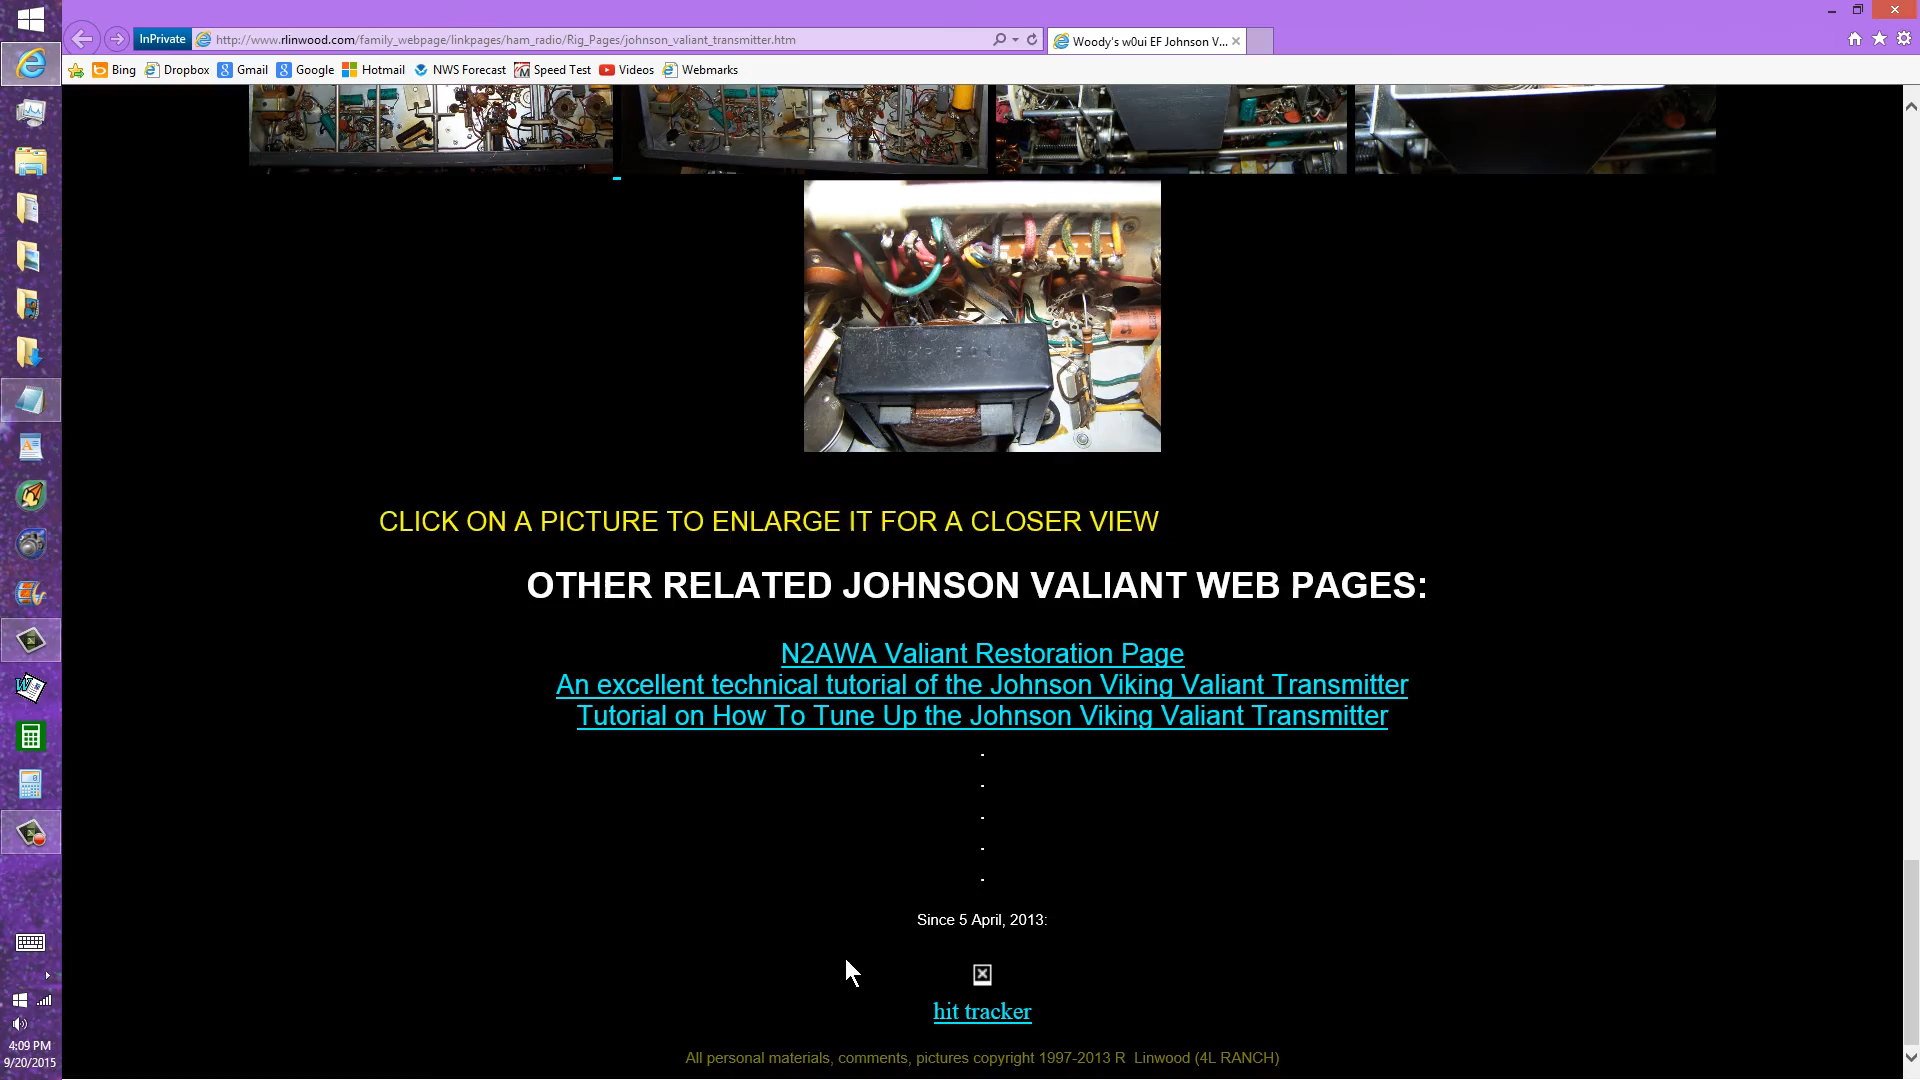 InPrivate
http://www.rlinwood.com/family_webpage/linkpages/ham_radio/Rig_Pages/johnson_valiant_transmitter.htm
Woody's w0ui EF Johnson V...
Bing Dropbox Gmail Google Hotmail NWS Forecast Speed Test Videos Webmarks
CLICK ON A PICTURE TO ENLARGE IT FOR A CLOSER VIEW
OTHER RELATED JOHNSON VALIANT WEB PAGES:
N2AWA Valiant Restoration Page
An excellent technical tutorial of the Johnson Viking Valiant Transmitter
Tutorial on How To Tune Up the Johnson Viking Valiant Transmitter
.
.
.
.
.
Since 5 April, 2013:
hit tracker
All personal materials, comments, pictures copyright 1997-2013 R Linwood (4L RANCH)
4:09 PM
9/20/2015